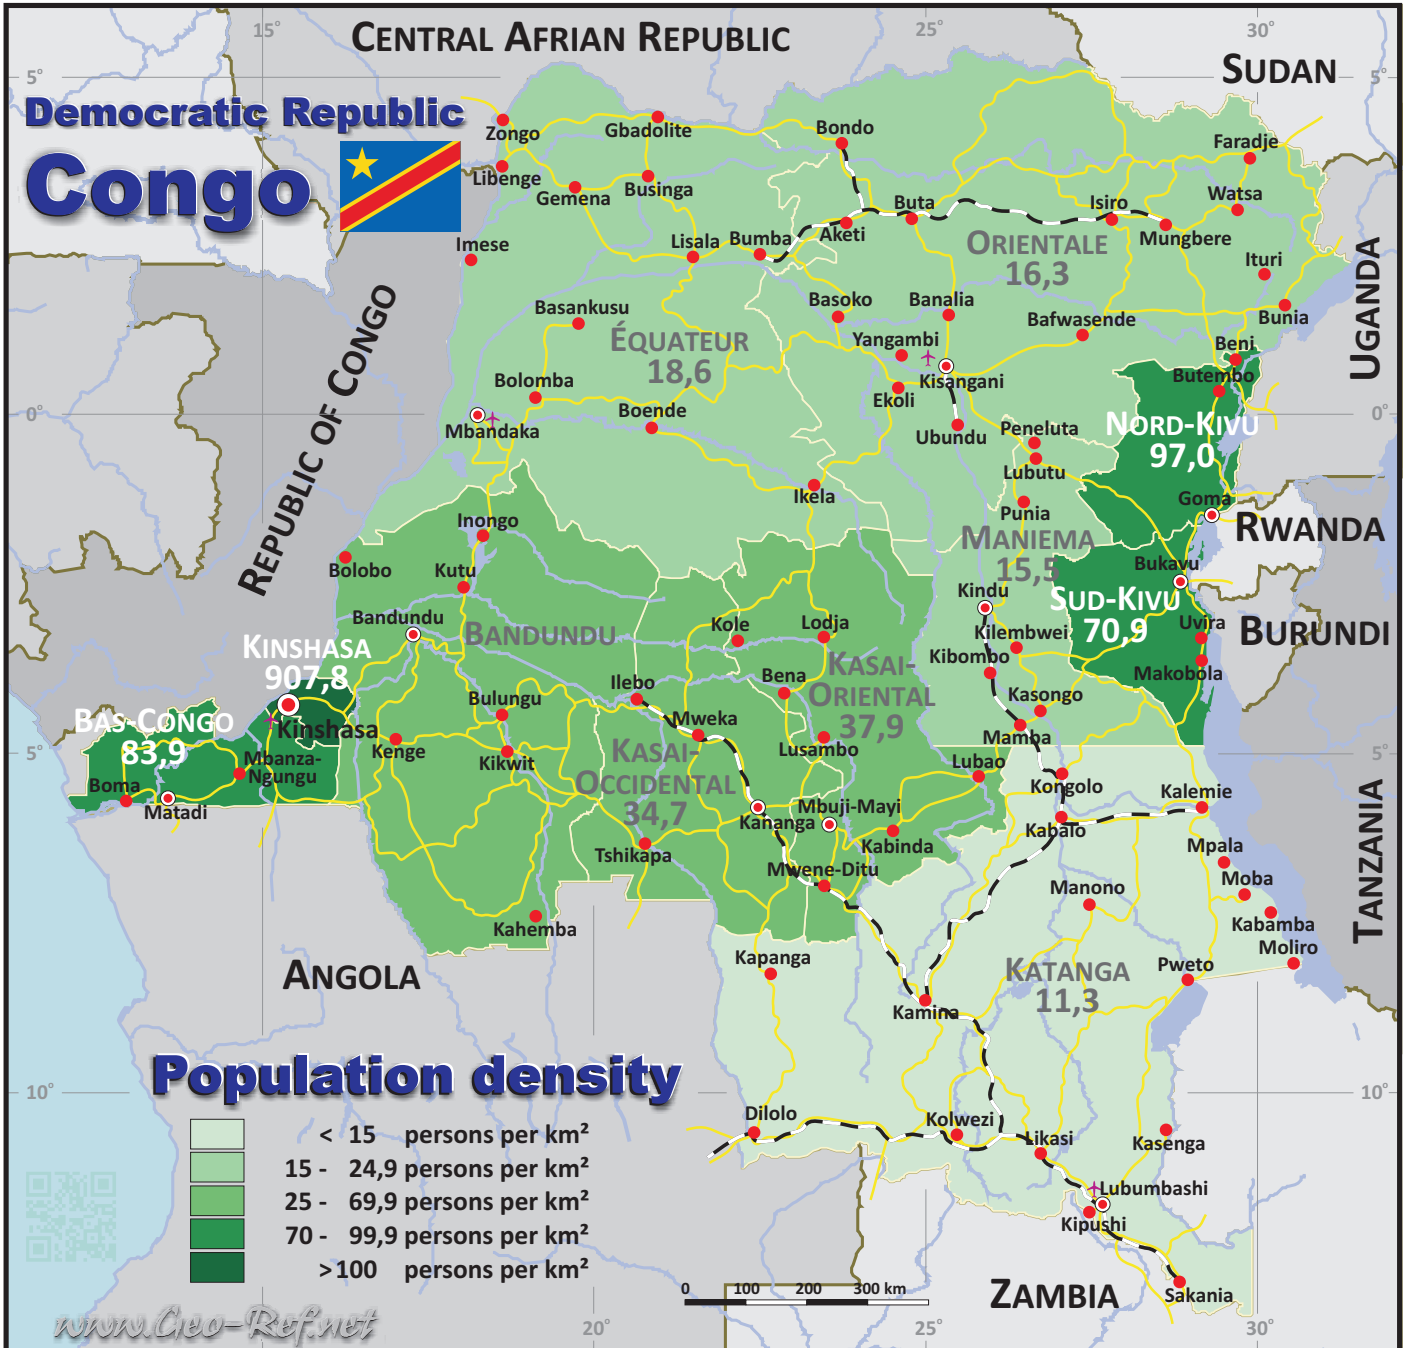 15°
25°
30°
CENTRAL AFRIAN REPUBLIC
SUDAN
5°
5°
Democratic Republic
Congo
Zongo
Gbadolite
Bondo
Faradje
Libenge
Gemena
Businga
Buta
Isiro
Watsa
Imese
Lisala
Bumba
Aketi
Mungbere
ORIENTALE
16,3
Ituri
UGANDA
Basankusu
Basoko
Banalia
Bafwasende
Bunia
ÉQUATEUR
18,6
Yangambi
Beni
REPUBLIC OF CONGO
Bolomba
Kisangani
Butembo
Ekoli
0°
0°
Mbandaka
Boende
Ubundu
Peneluta
NORD-KIVU
97,0
Lubutu
Ikela
Goma
Punia
Inongo
RWANDA
MANIEMA
15,5
Bolobo
Kutu
Bukavu
Kindu
SUD-KIVU
70,9
Bandundu
BANDUNDU
Kole
Lodja
Kilembwei
Uvira
BURUNDI
KINSHASA
907,8
Kibombo
Makobola
KASAI-
ORIENTAL
37,9
Ilebo
Bena
Kasongo
Bulungu
Mweka
BAS-CONGO
83,9
Kinshasa
Kenge
Kikwit
KASAI-
OCCIDENTAL
34,7
Lusambo
Mamba
5°
5°
Mbanza-
Ngungu
Lubao
Boma
Matadi
Kananga
Mbuji-Mayi
Kongolo
Kalemie
Kabalo
Kabinda
Tshikapa
Mwene-Ditu
Mpala
TANZANIA
Moba
Manono
Kabamba
Kahemba
Moliro
ANGOLA
Kapanga
KATANGA
11,3
Pweto
Kamina
Population density
10°
10°
Dilolo
Kolwezi
Likasi
Kasenga
< 15 persons per km²
15 - 24,9 persons per km²
25 - 69,9 persons per km²
70 - 99,9 persons per km²
>100 persons per km²
Lubumbashi
Kipushi
0 100 200 300 km
ZAMBIA
Sakania
www.Geo-Ref.net
20°
25°
30°